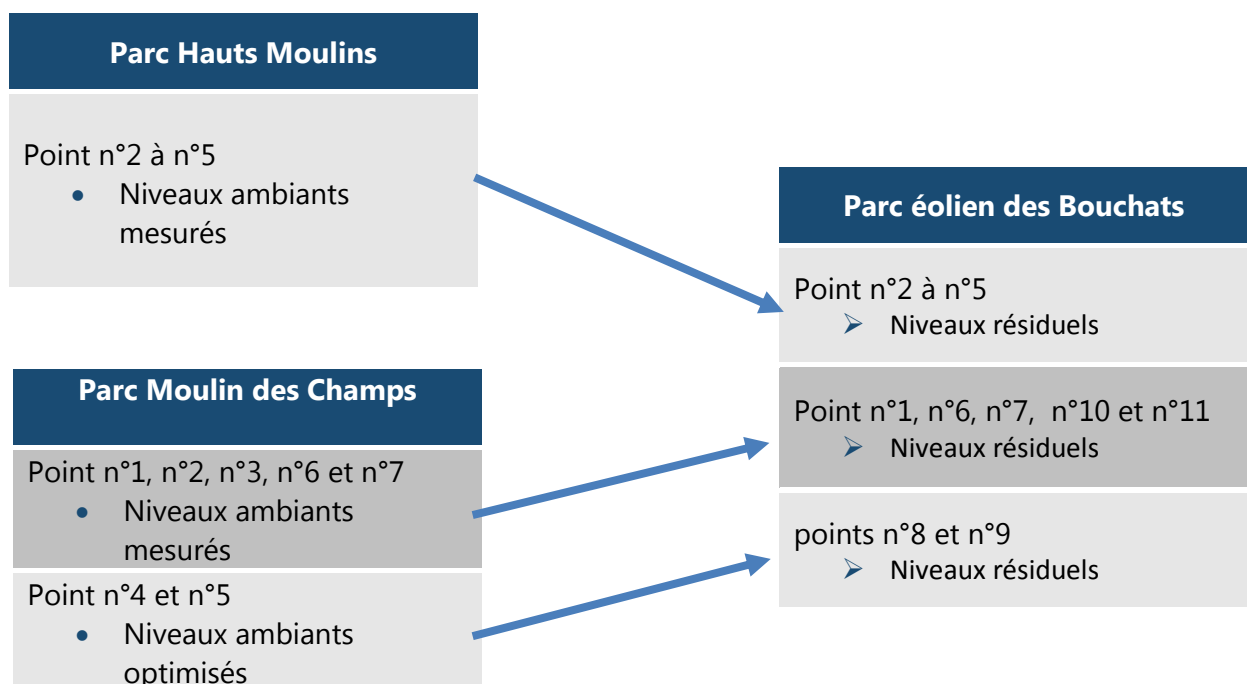 Parc Hauts Moulins
Point n°2 à n°5
• Niveaux ambiants
mesurés
Parc Moulin des Champs
Point n°1, n°2, n°3, n°6 et n°7
• Niveaux ambiants
mesurés
Point n°4 et n°5
• Niveaux ambiants
optimisés
Parc éolien des Bouchats
Point n°2 à n°5
➢ Niveaux résiduels
Point n°1, n°6, n°7, n°10 et n°11
➢ Niveaux résiduels
points n°8 et n°9
➢ Niveaux résiduels